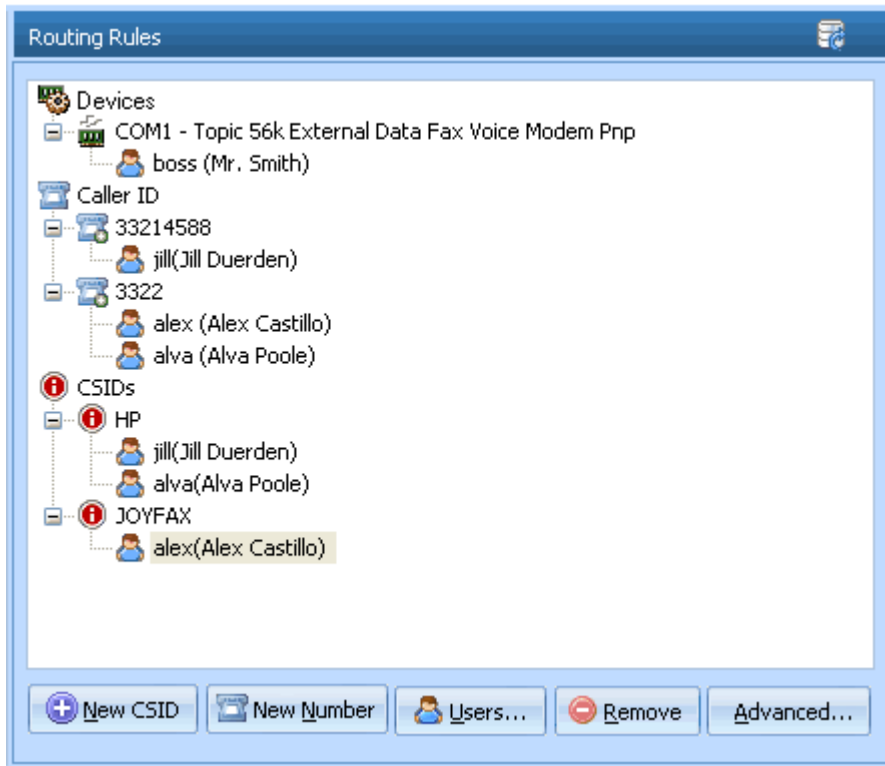 Routing Rules
Devices
COM1 - Topic 56k External Data Fax Voice Modem Pnp
boss (Mr. Smith)
Caller ID
33214588
jill(Jill Duerden)
3322
alex (Alex Castillo)
alva (Alva Poole)
CSIDs
HP
jill(Jill Duerden)
alva(Alva Poole)
JOYFAX
alex(Alex Castillo)
New CSID New Number Users... Remove Advanced...